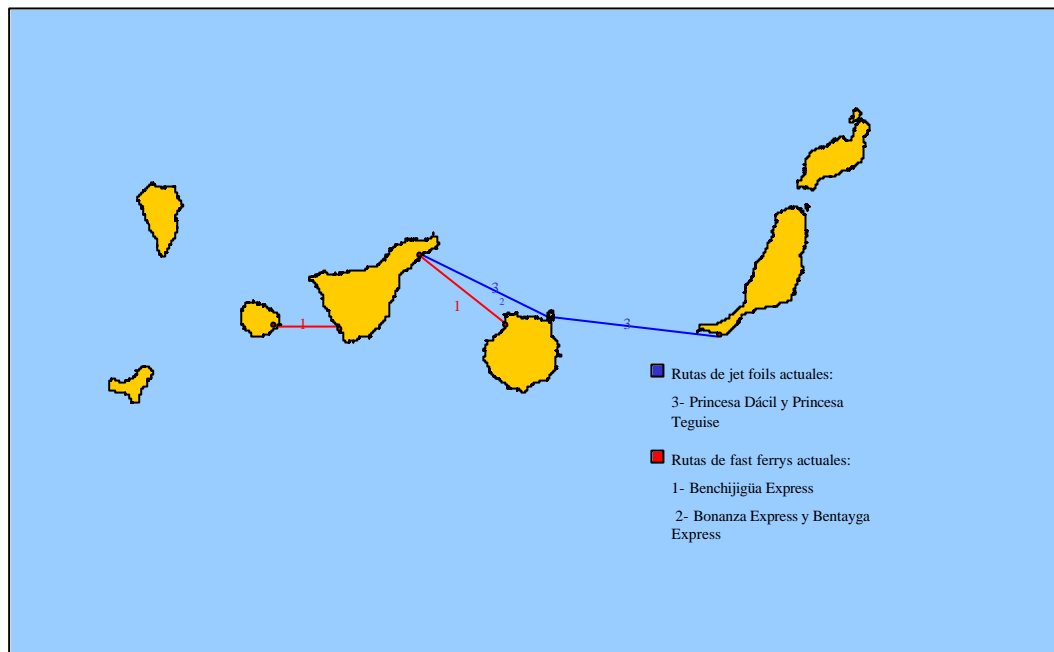 3
2
1
1
3
Rutas de jet foils actuales:
3- Princesa Dácil y Princesa
Teguise
Rutas de fast ferrys actuales:
1- Benchijigüa Express
2- Bonanza Express y Bentayga
Express